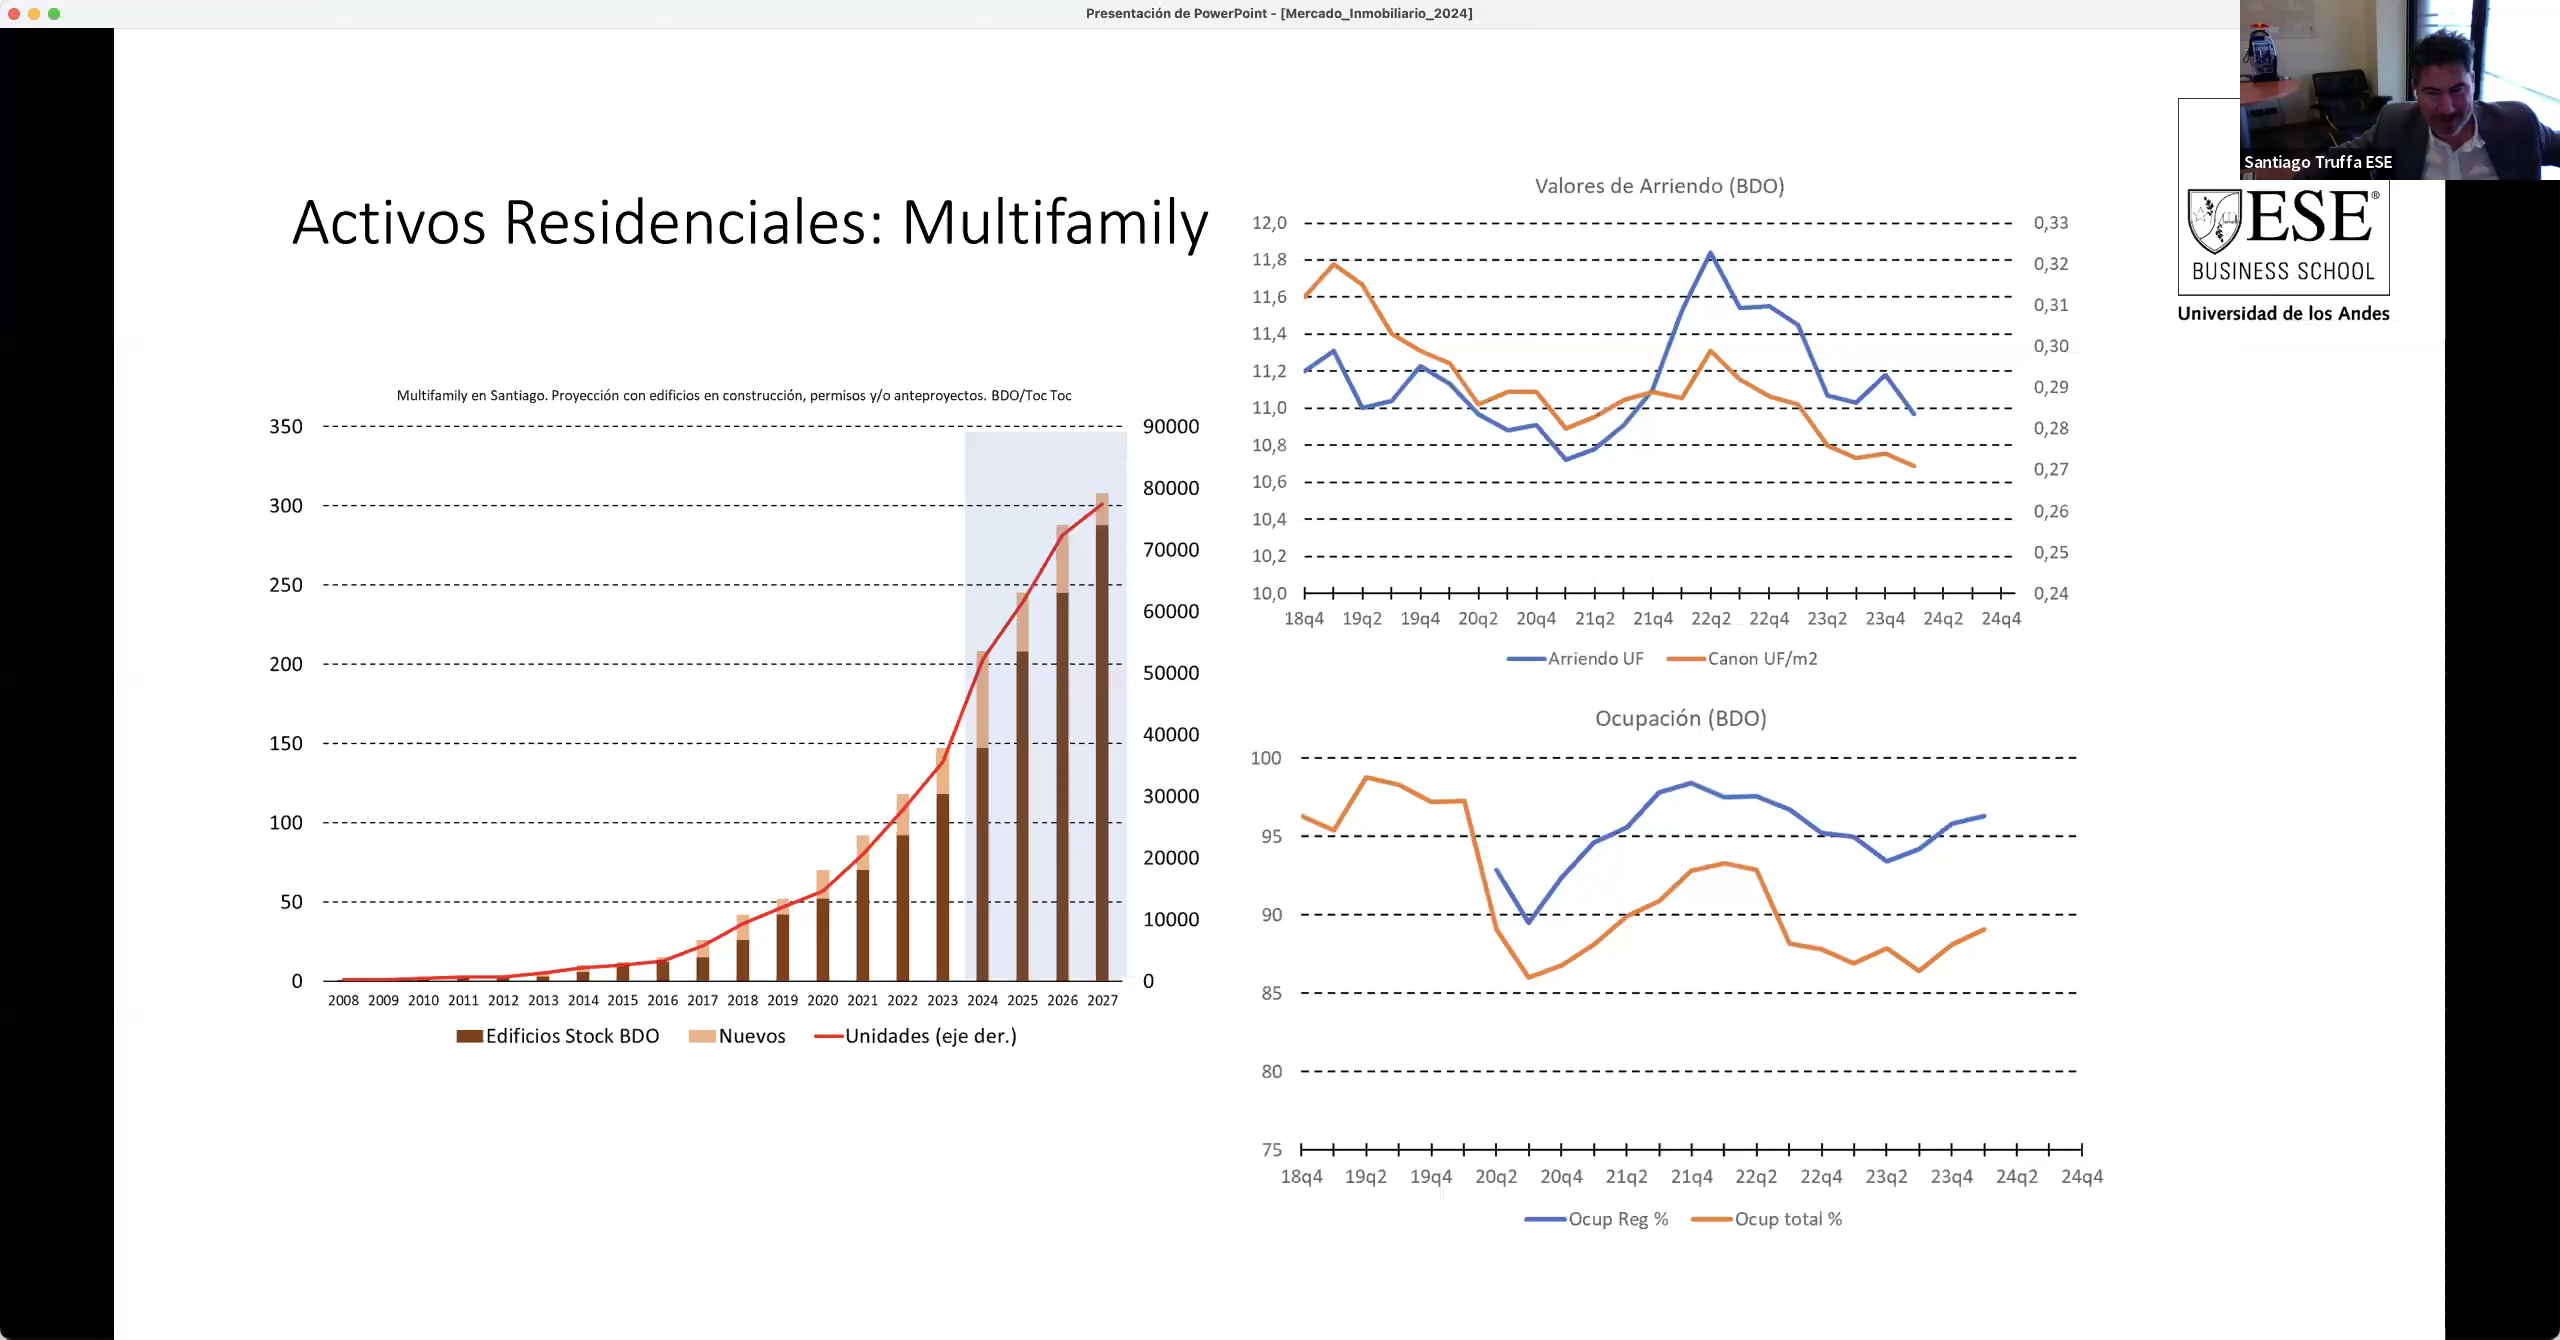 Presentación de PowerPoint - [Mercado_Inmobiliario_2024]
Santiago Truffa ESE
ESE®
BUSINESS SCHOOL
Universidad de los Andes
Activos Residenciales: Multifamily
Multifamily en Santiago. Proyección con edificios en construcción, permisos y/o anteproyectos. BDO/Toc Toc
350 90000
300 80000
250 70000
200 60000
150 50000
100 40000
50 30000
0 20000
10000
0
2008 2009 2010 2011 2012 2013 2014 2015 2016 2017 2018 2019 2020 2021 2022 2023 2024 2025 2026 2027
Edificios Stock BDO Nuevos Unidades (eje der.)
Valores de Arriendo (BDO)
12,0 0,33
11,8 0,32
11,6 0,31
11,4 0,30
11,2 0,29
11,0 0,28
10,8 0,27
10,6 0,26
10,4 0,25
10,2 0,24
10,0
18q4 19q2 19q4 20q2 20q4 21q2 21q4 22q2 22q4 23q2 23q4 24q2 24q4
Arriendo UF Canon UF/m2
Ocupación (BDO)
100
95
90
85
80
75
18q4 19q2 19q4 20q2 20q4 21q2 21q4 22q2 22q4 23q2 23q4 24q2 24q4
Ocup Reg % Ocup total %